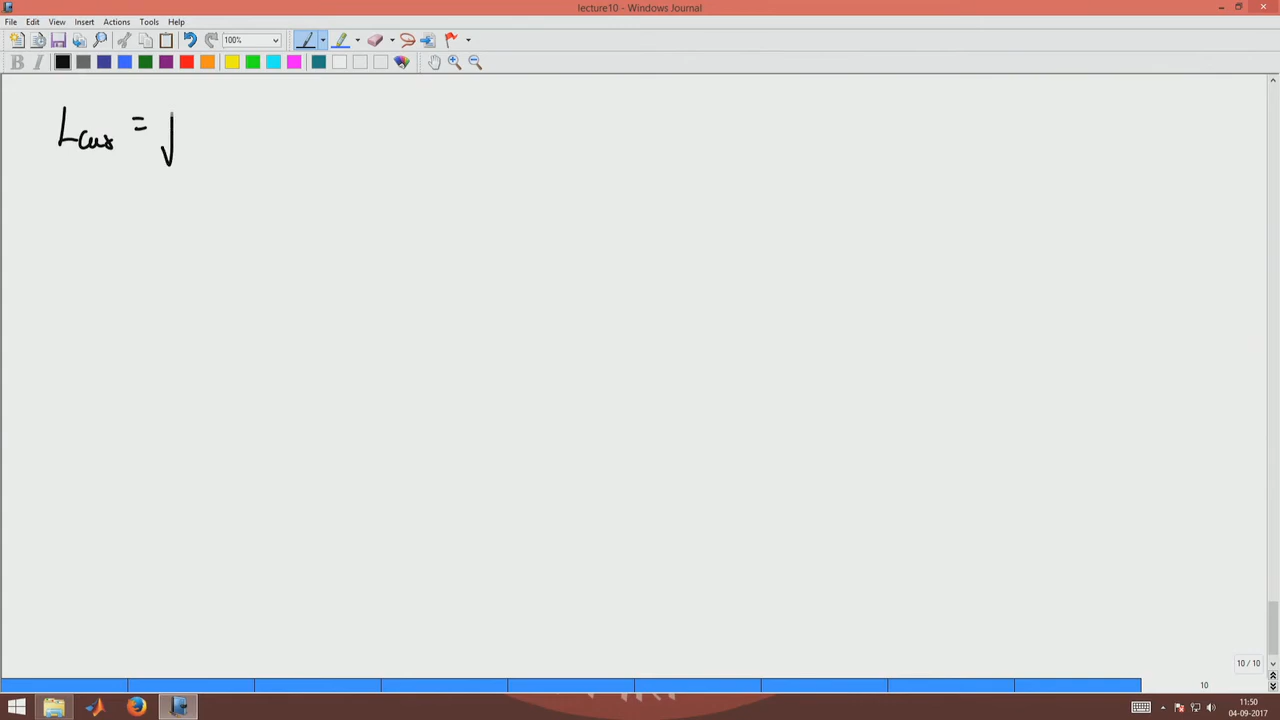 lecture10 - Windows Journal
File Edit View Insert Actions Tools Help
100%
B I
L =
10 / 10
10
11:50
04-09-2017